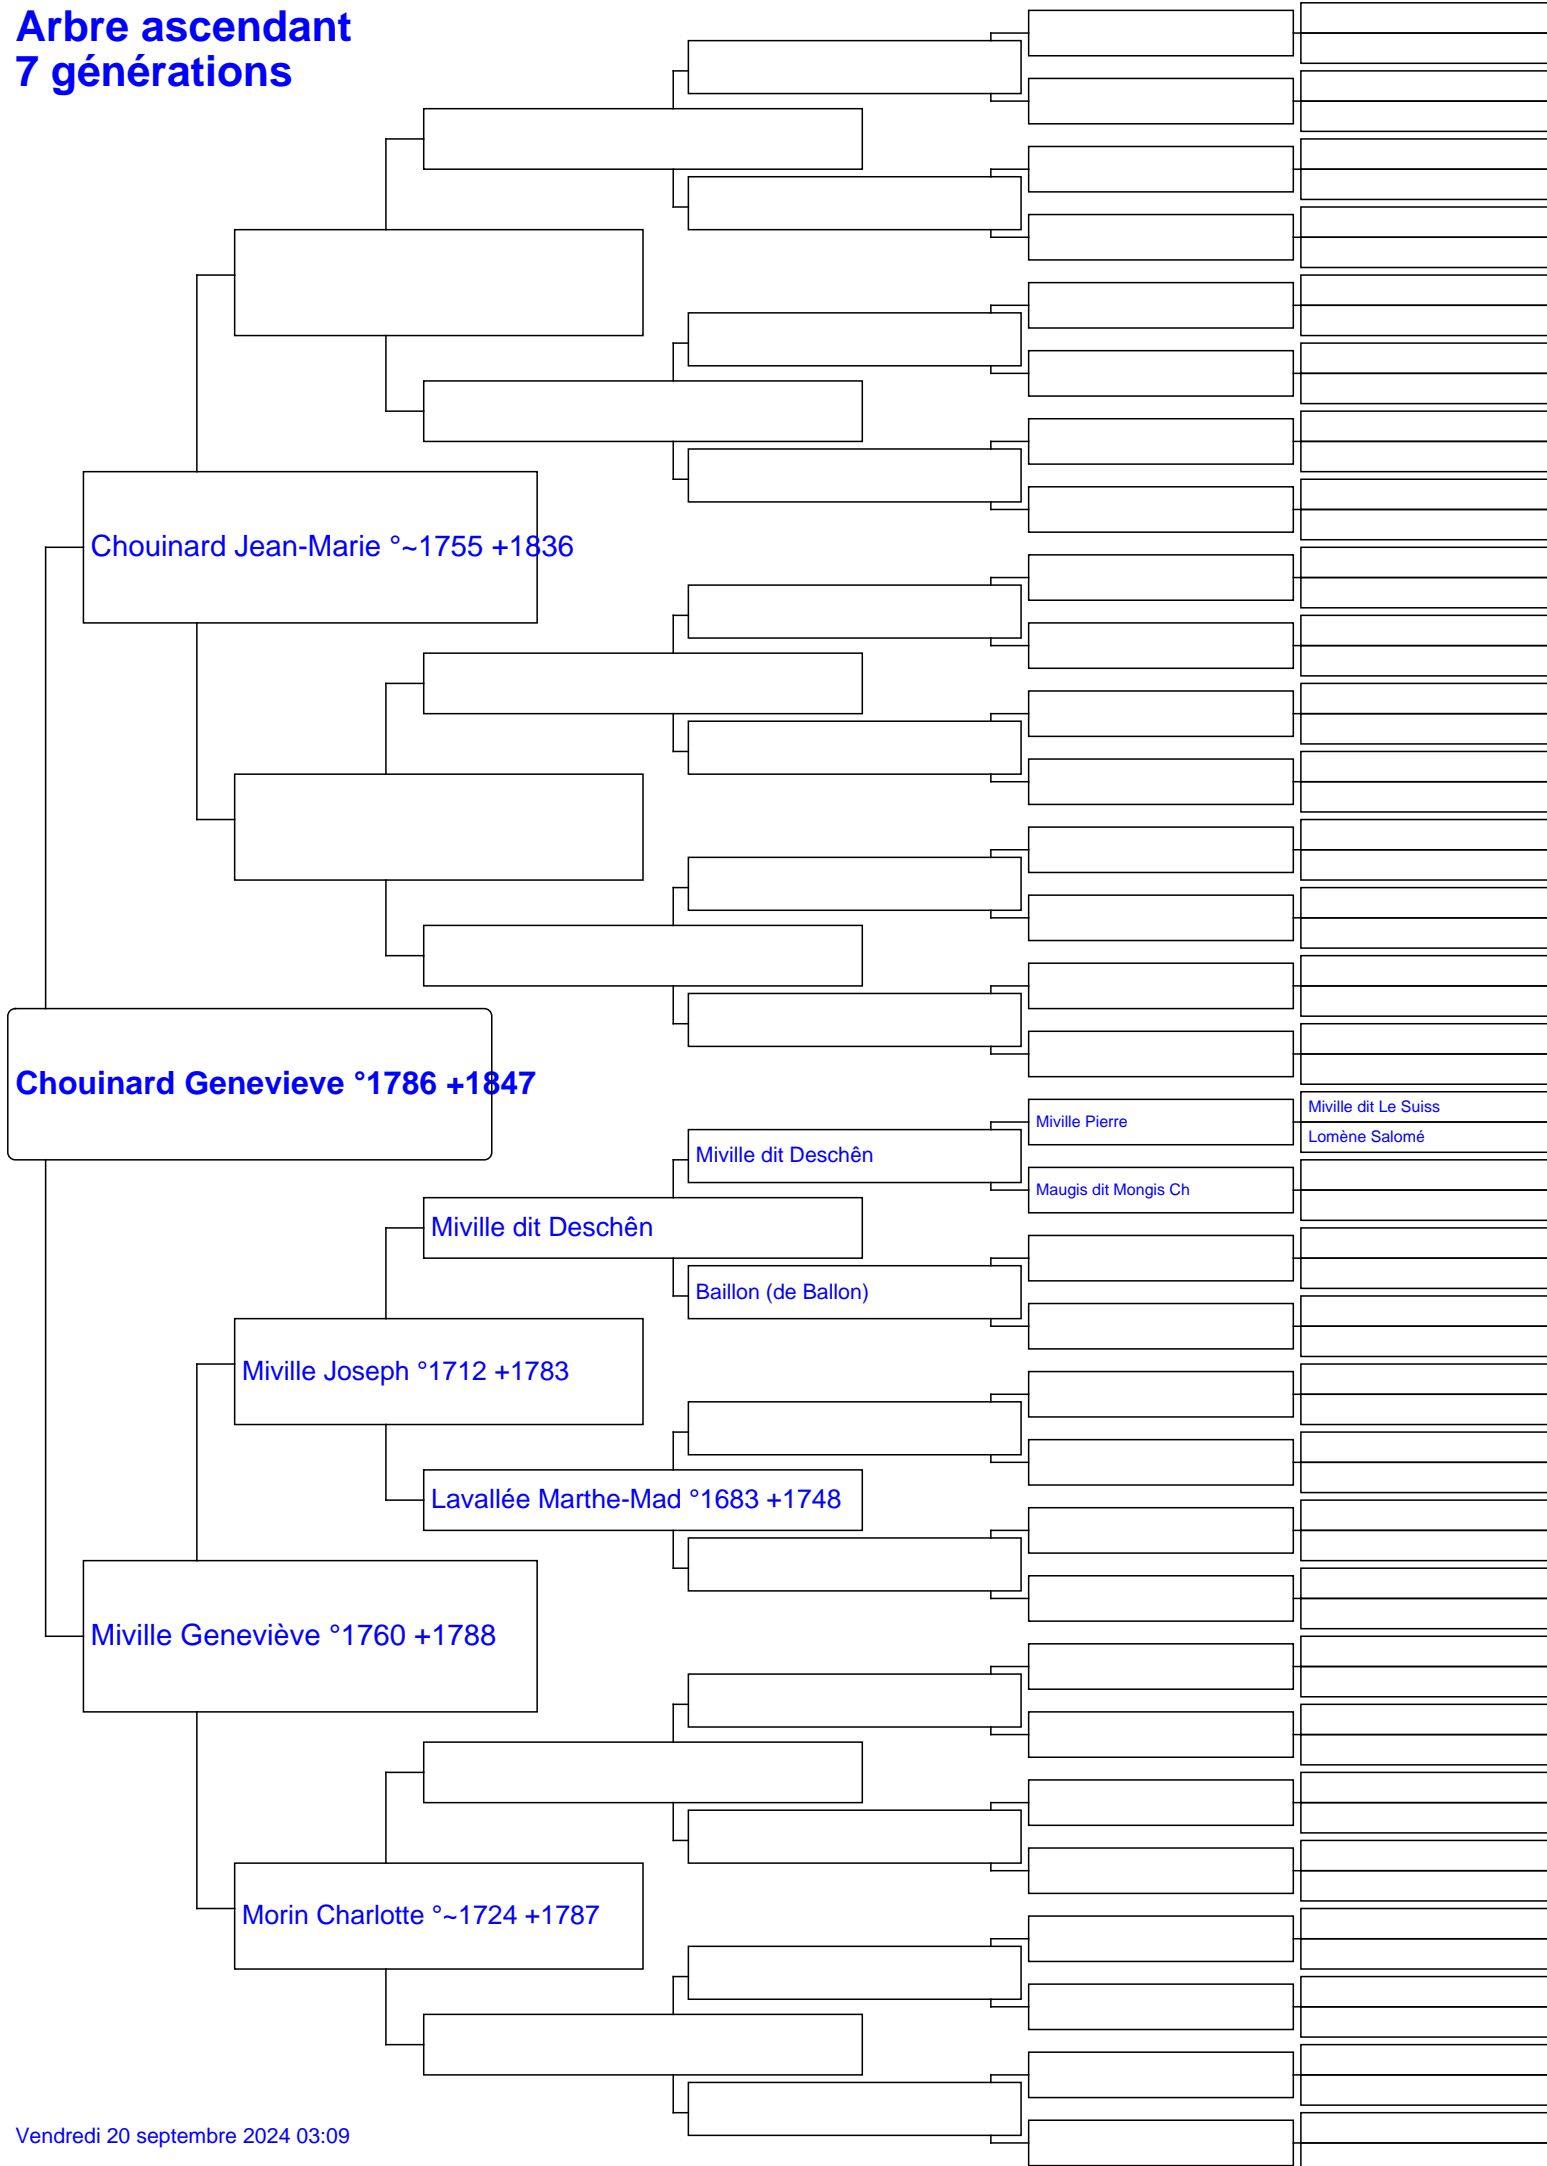 Arbre ascendant
7 générations
Chouinard Jean-Marie °~1755 +1836
Chouinard Genevieve °1786 +1847
Miville Pierre
Miville dit Le Suiss
Lomène Salomé
Miville dit Deschên
Maugis dit Mongis Ch
Miville dit Deschên
Baillon (de Ballon)
Miville Joseph °1712 +1783
Lavallée Marthe-Mad °1683 +1748
Miville Geneviève °1760 +1788
Morin Charlotte °~1724 +1787
Vendredi 20 septembre 2024 03:09